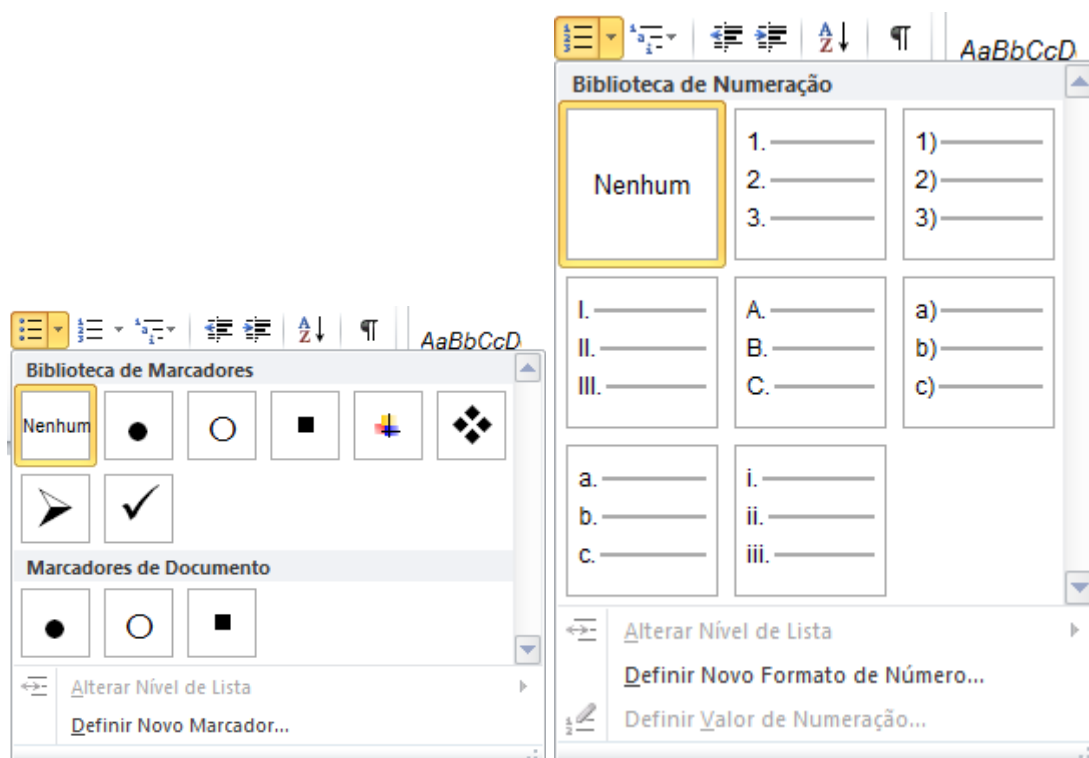 AaBbCcD
Biblioteca de Marcadores
Nenhum
Marcadores de Documento
Alterar Nível de Lista
Definir Novo Marcador...
AaBbCcD
Biblioteca de Numeração
Nenhum
1.
2.
3.
1)
2)
3)
I.
II.
III.
A.
B.
C.
a)
b)
c)
a.
b.
c.
i.
ii.
iii.
Alterar Nível de Lista
Definir Novo Formato de Número...
Definir Valor de Numeração...